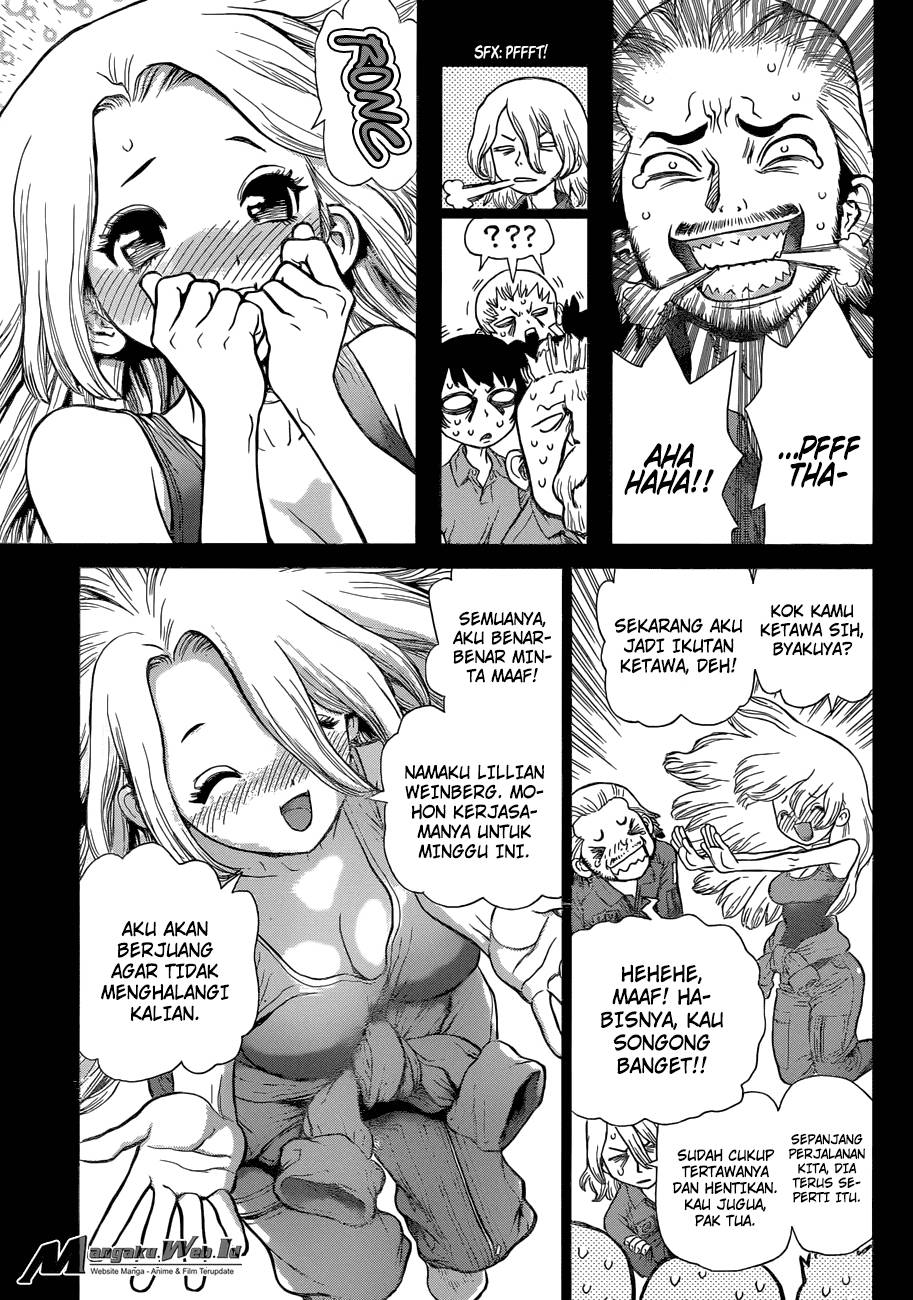 ...PFFF
THA-
AHA
HAHA!!
SFX: PFFFT!
???
KOK KAMU
KETAWA SIH,
BYAKUYA?
SEKARANG AKU
JADI IKUTAN
KETAWA, DEH!
HEHEHE,
MAAF! HA-
BISNYA, KAU
SONGONG
BANGET!!
SEPANJANG
PERJALANAN
KITA, DIA
TERUS SE-
PERTI ITU.
SUDAH CUKUP
TERTAWANYA
DAN HENTIKAN.
KAU JUGUA,
PAK TUA.
SEMUANYA,
AKU BENAR-
BENAR MIN-
TA MAAF!
NAMAKU LILLIAN
WEINBERG. MO-
HON KERJASA-
MANYA UNTUK
MINGGU INI.
AKU AKAN
BERJUANG
AGAR TIDAK
MENGHALANGI
KALIAN.
Mangaku.Web.Id
Website Manga - Anime & Film Terupdate